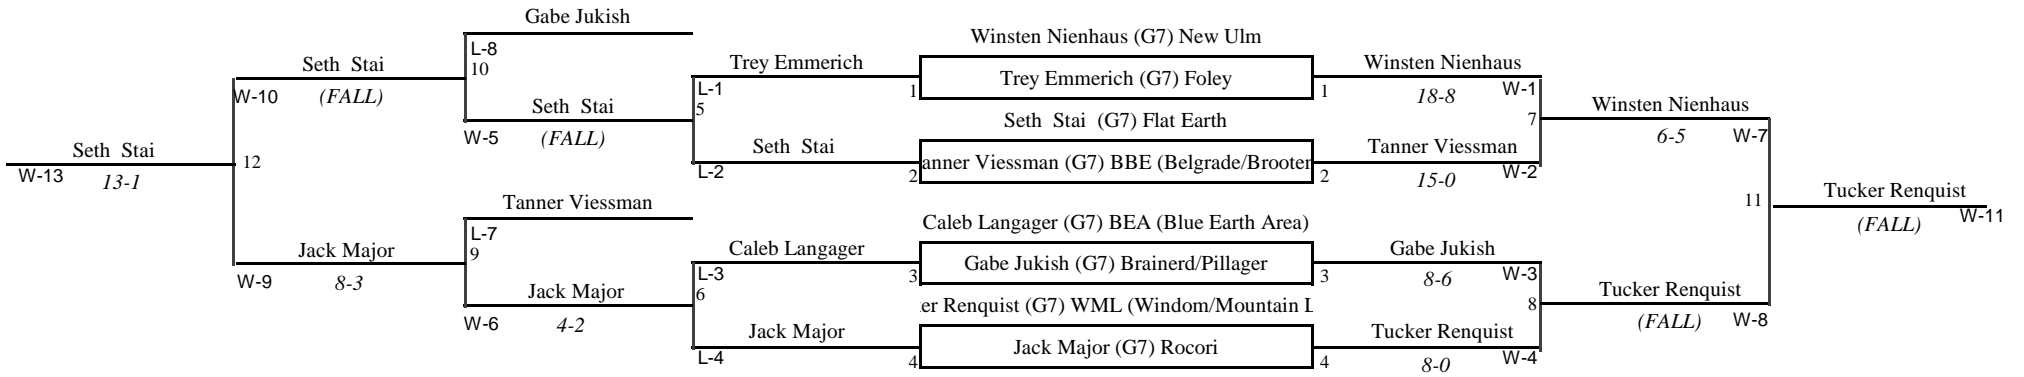 Gabe Jukish
L-8
10
Seth Stai
W-10
(FALL)
Seth Stai
W-5
(FALL)
Seth Stai
W-13
13-1
12
Tanner Viessman
L-7
9
Jack Major
W-9
8-3
Jack Major
W-6
4-2
Trey Emmerich
L-1
5
1
Seth Stai
L-2
2
Caleb Langager
L-3
6
3
Jack Major
L-4
4
Winsten Nienhaus (G7) New Ulm
Trey Emmerich (G7) Foley
Seth Stai (G7) Flat Earth
anner Viessman (G7) BBE (Belgrade/Brooten
Caleb Langager (G7) BEA (Blue Earth Area)
Gabe Jukish (G7) Brainerd/Pillager
er Renquist (G7) WML (Windom/Mountain L
Jack Major (G7) Rocori
Winsten Nienhaus
1
18-8
W-1
7
Tanner Viessman
2
15-0
W-2
Gabe Jukish
3
8-6
W-3
8
Tucker Renquist
4
8-0
W-4
Winsten Nienhaus
6-5
W-7
11
Tucker Renquist
(FALL)
W-8
Tucker Renquist
(FALL)
W-11